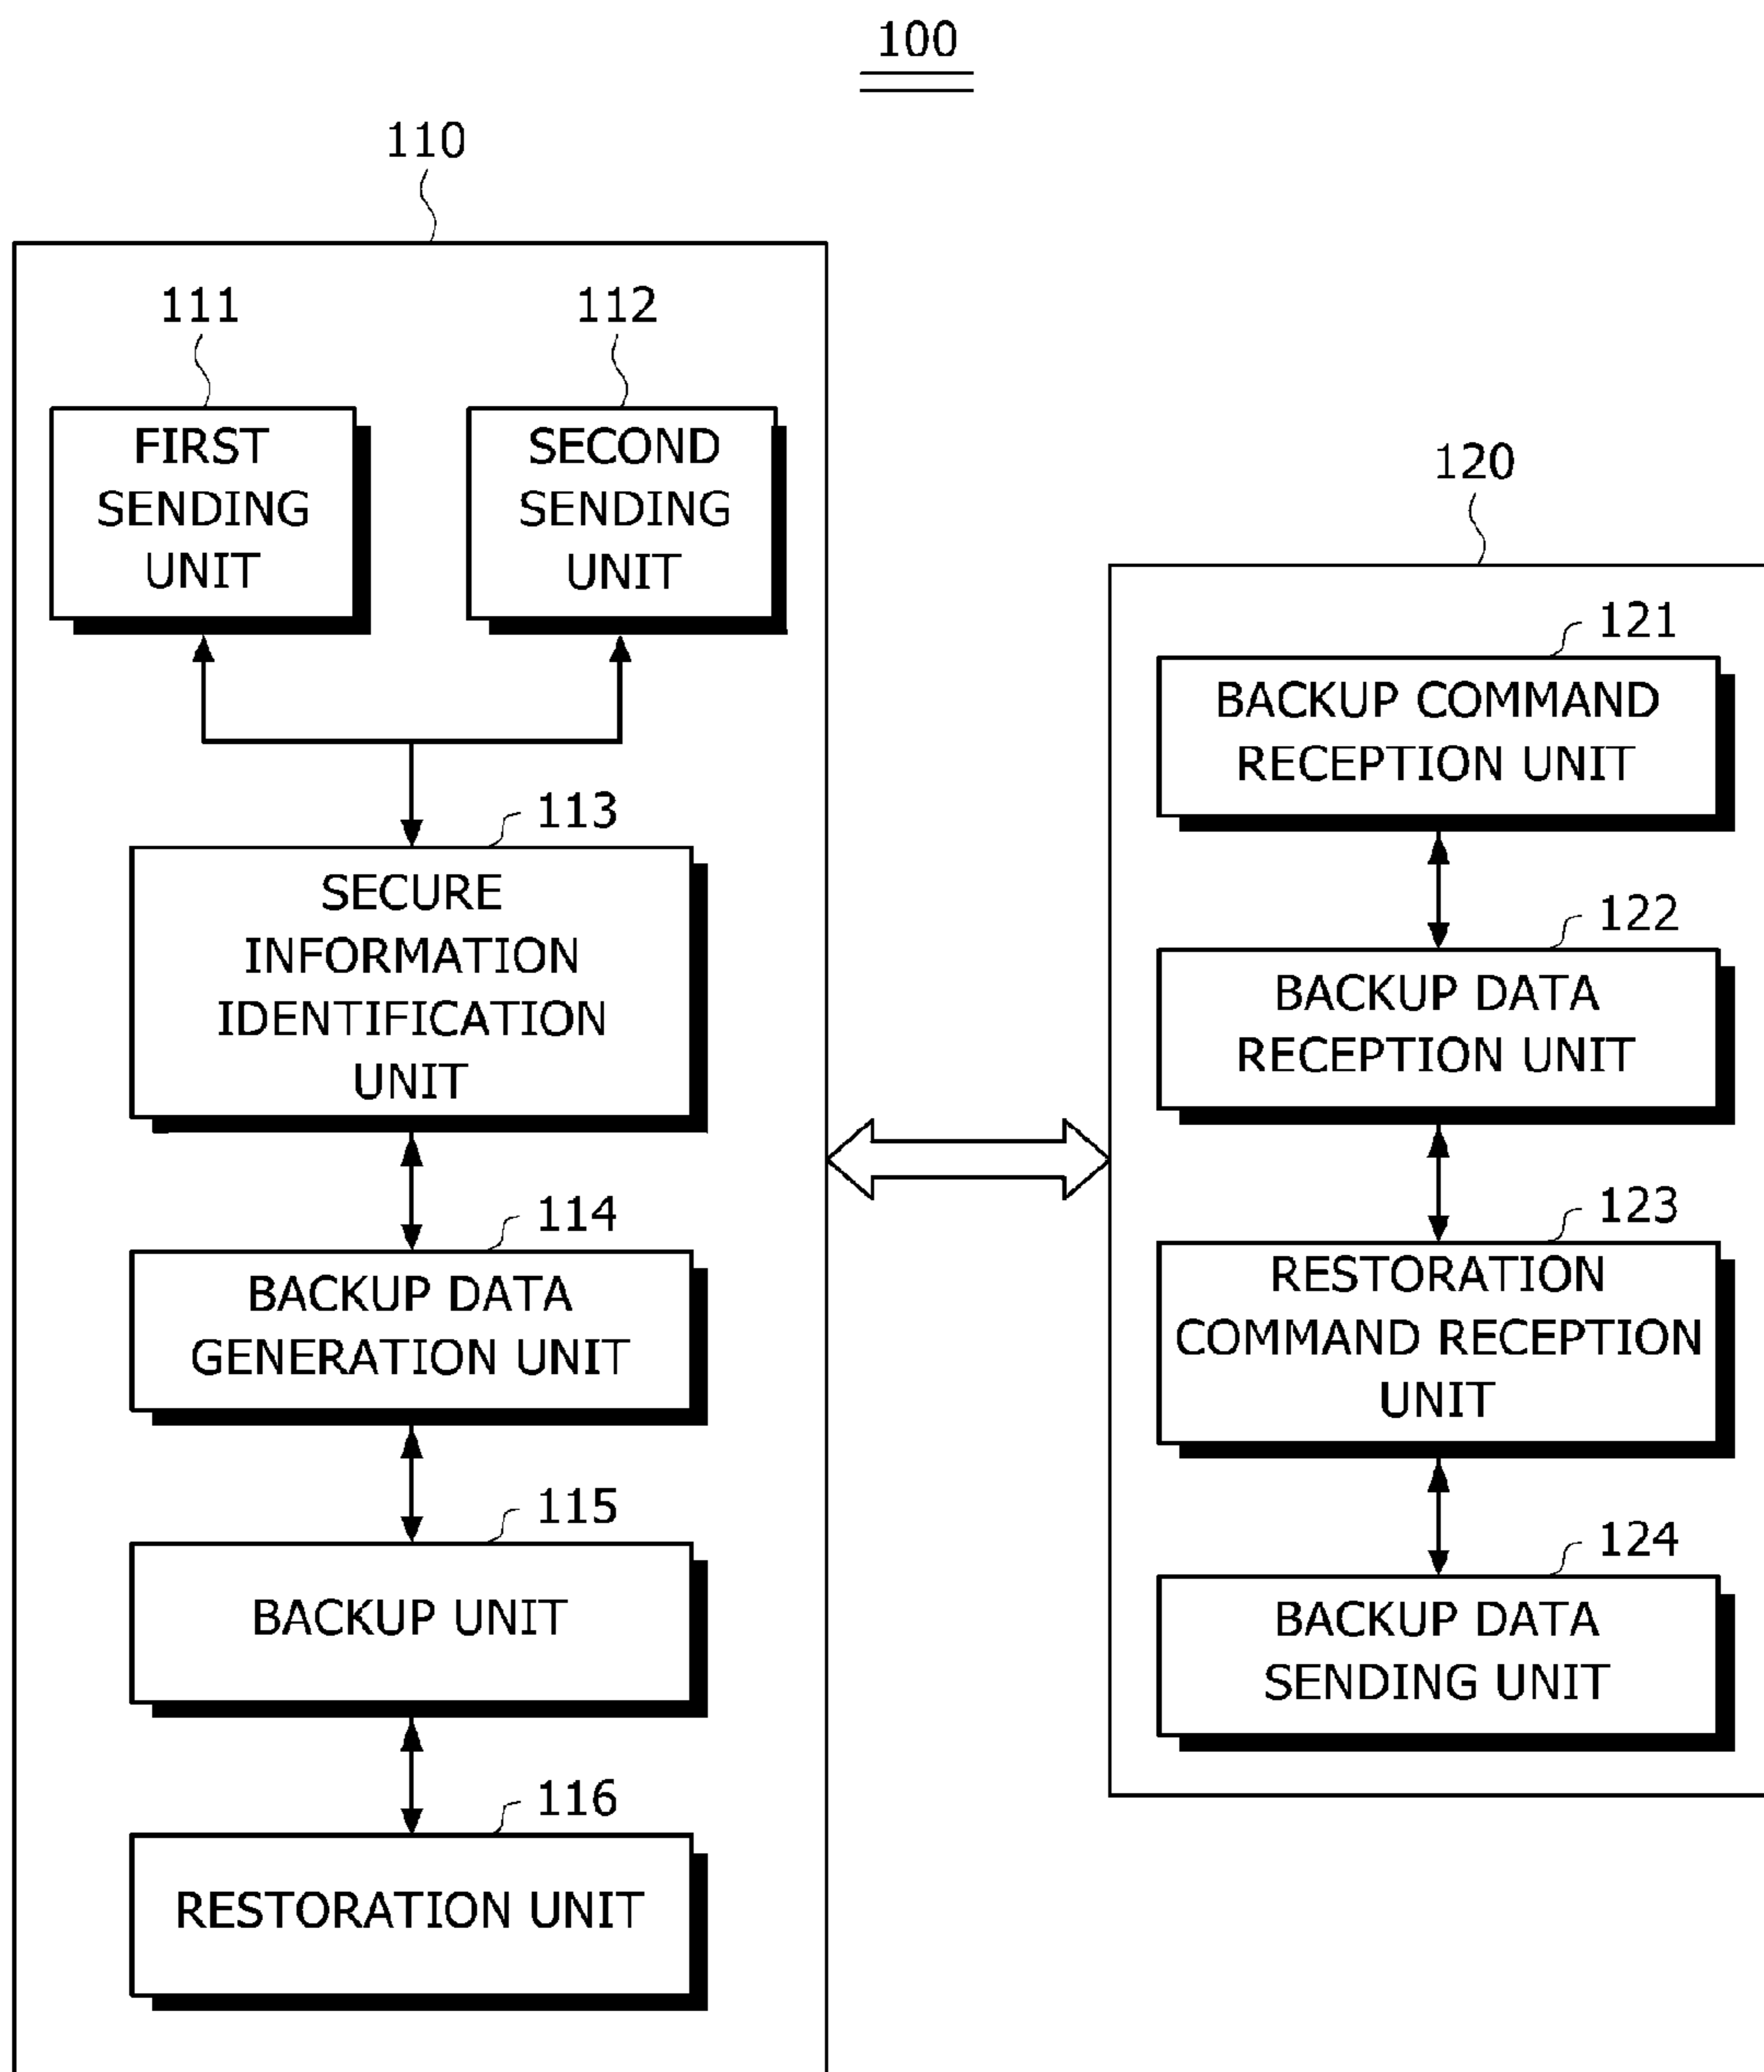 100
110
111
112
FIRST
SENDING
UNIT
SECOND
SENDING
UNIT
113
SECURE
INFORMATION
IDENTIFICATION
UNIT
114
BACKUP DATA
GENERATION UNIT
115
BACKUP UNIT
116
RESTORATION UNIT
120
121
BACKUP COMMAND
RECEPTION UNIT
122
BACKUP DATA
RECEPTION UNIT
123
RESTORATION
COMMAND RECEPTION
UNIT
124
BACKUP DATA
SENDING UNIT